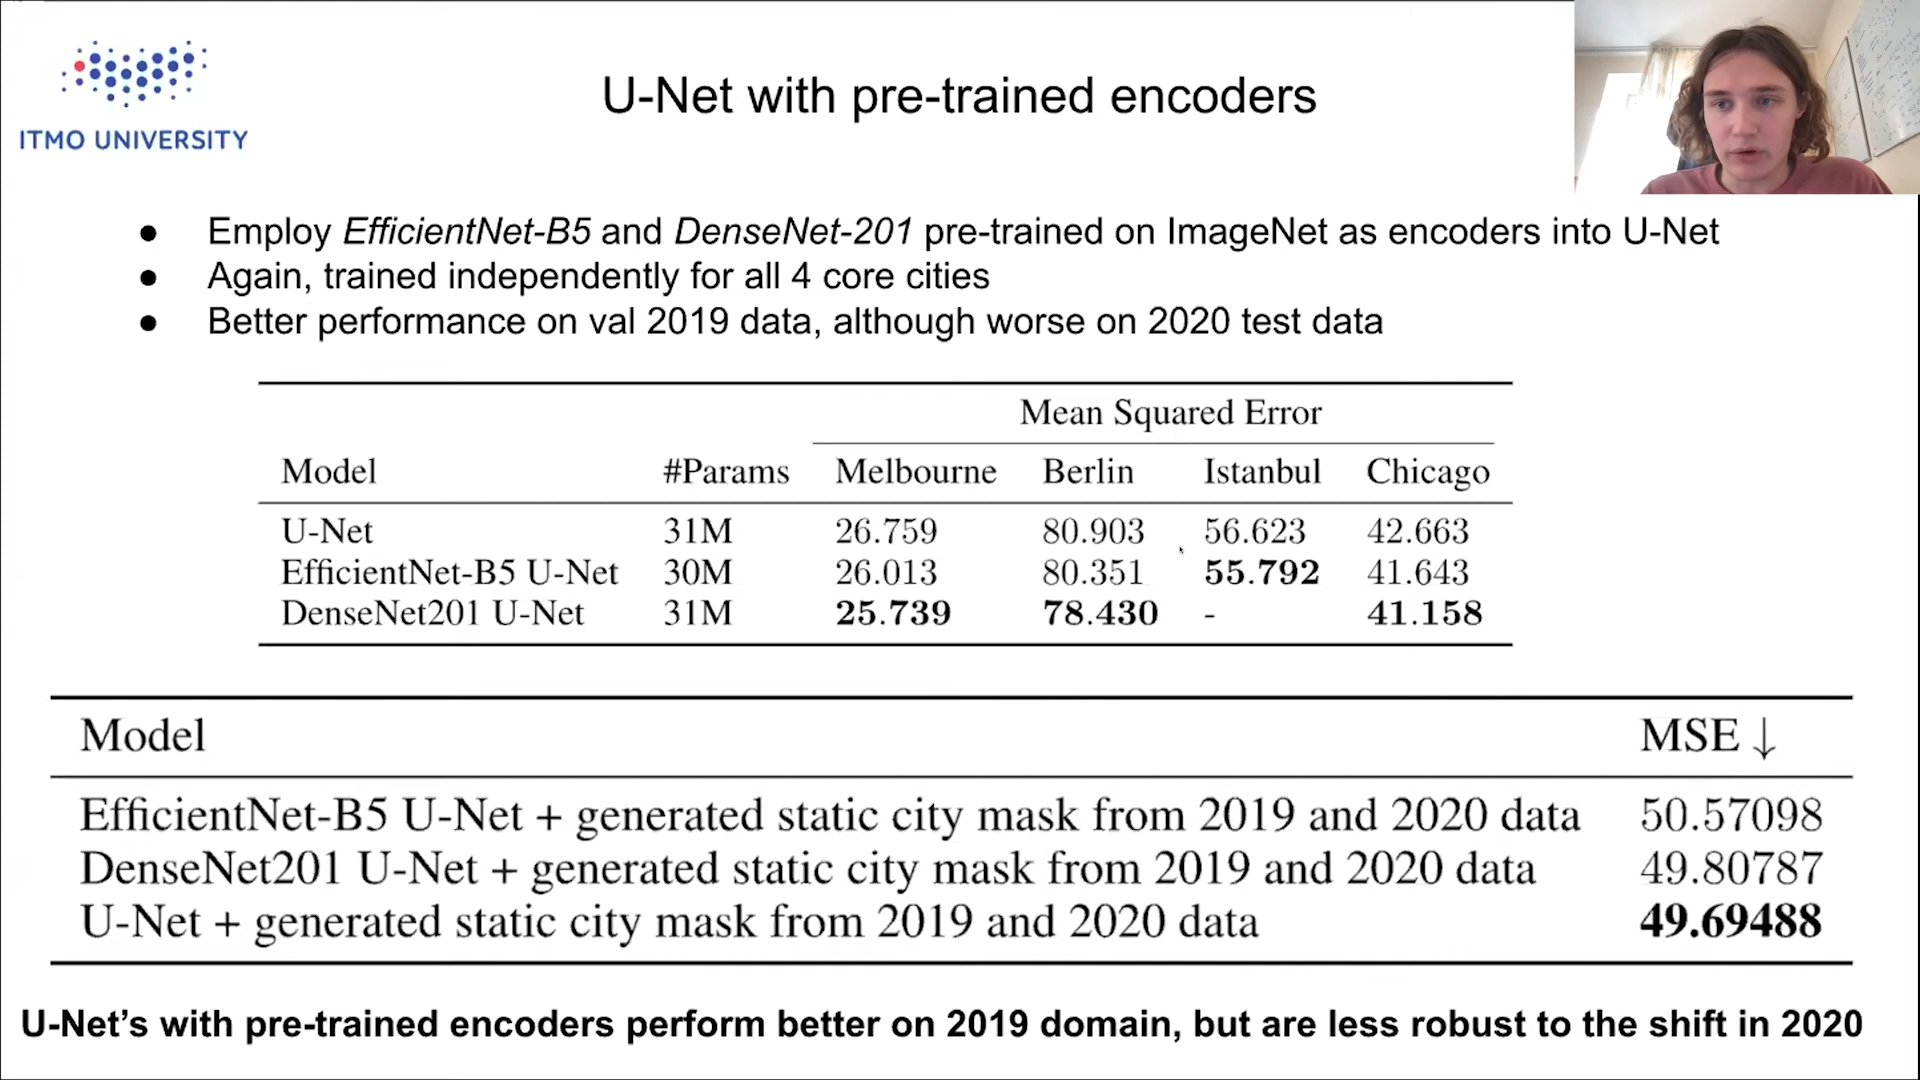 ITMO UNIVERSITY
U-Net with pre-trained encoders
● Employ EfficientNet-B5 and DenseNet-201 pre-trained on ImageNet as encoders into U-Net
● Again, trained independently for all 4 core cities
● Better performance on val 2019 data, although worse on 2020 test data
Mean Squared Error
Model #Params Melbourne Berlin Istanbul Chicago
U-Net 31M 26.759 80.903 56.623 42.663
EfficientNet-B5 U-Net 30M 26.013 80.351 55.792 41.643
DenseNet201 U-Net 31M 25.739 78.430 - 41.158
Model MSE ↓
EfficientNet-B5 U-Net + generated static city mask from 2019 and 2020 data 50.57098
DenseNet201 U-Net + generated static city mask from 2019 and 2020 data 49.80787
U-Net + generated static city mask from 2019 and 2020 data 49.69488
U-Net’s with pre-trained encoders perform better on 2019 domain, but are less robust to the shift in 2020